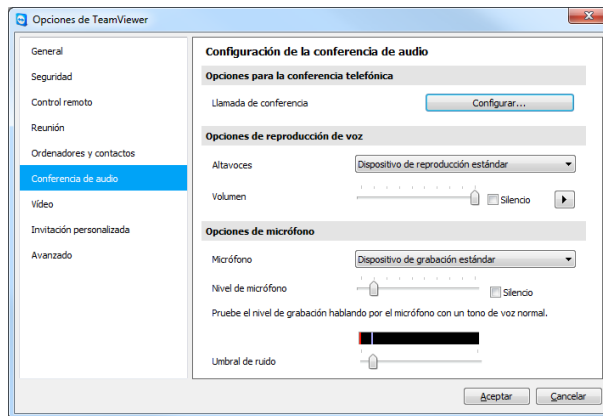 Opciones de TeamViewer
General
Seguridad
Control remoto
Reunión
Ordenadores y contactos
Conferencia de audio
Vídeo
Invitación personalizada
Avanzado
Configuración de la conferencia de audio
Opciones para la conferencia telefónica
Llamada de conferencia Configurar...
Opciones de reproducción de voz
Altavoces Dispositivo de reproducción estándar
Volumen Silencio
Opciones de micrófono
Micrófono Dispositivo de grabación estándar
Nivel de micrófono Silencio
Pruebe el nivel de grabación hablando por el micrófono con un tono de voz normal.
Umbral de ruido
Aceptar Cancelar